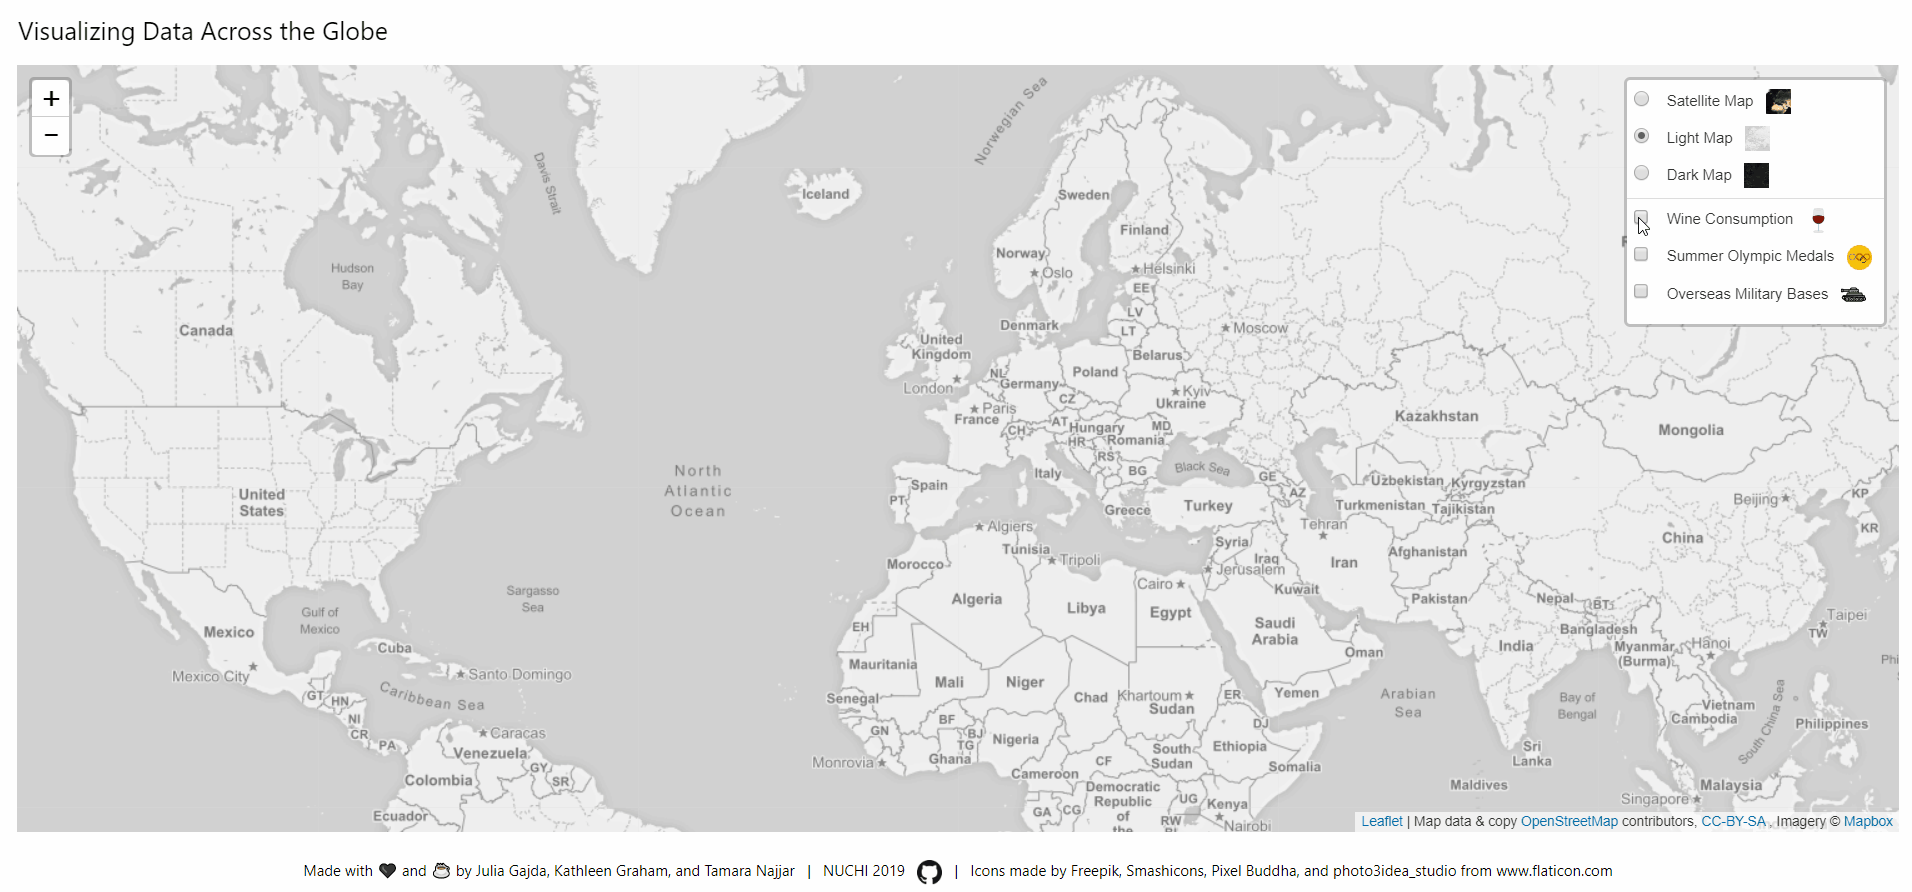 Visualizing Data Across the Globe
+
−
Satellite Map
Light Map
Dark Map
Wine Consumption
Summer Olympic Medals
Overseas Military Bases
Norwegian Sea
Davis Strait
Iceland
Sweden
Finland
Norway
Oslo
Helsinki
Hudson
Bay
EE
LV
LT
Denmark
Moscow
Canada
United
Kingdom
London
Belarus
NL
Germany
Poland
CZ
Kyiv
Ukraine
Paris
France
CH
AT
Hungary
MD
HR
Romania
RS
BG
Kazakhstan
Mongolia
North
Atlantic
Ocean
Italy
Black Sea
GE
AZ
Uzbekistan
Kyrgyzstan
Spain
PT
Greece
Turkey
Turkmenistan
Tajikistan
Beijing
KP
KR
United
States
Algiers
Tunisia
Tripoli
Tehran
Syria
Iraq
Jerusalem
Iran
Afghanistan
China
Morocco
Cairo
Kuwait
Sargasso
Sea
Algeria
Libya
Egypt
Pakistan
Nepal
BT
Gulf of
Mexico
EH
Saudi
Arabia
Bangladesh
Taipei
TW
Mexico
Cuba
Oman
India
Myanmar
(Burma)
Hanoi
Mexico City
Santo Domingo
Mauritania
Mali
Niger
Chad
Khartoum
Sudan
ER
Yemen
Arabian
Sea
Bay of
Bengal
Phi
GT
HN
NI
CR
PA
Caribbean Sea
Senegal
BF
GN
BJ
TG
Nigeria
DJ
Vietnam
Cambodia
South China Sea
Philippines
Caracas
Venezuela
Monrovia
Ghana
CF
South
Sudan
Ethiopia
Somalia
Sri
Lanka
Colombia
GY
SR
Cameroon
Maldives
Malaysia
Singapore
Ecuador
GA
CG
Democratic
Republic
of
the
UG
Kenya
RW
Nairobi
Leaflet | Map data & copy OpenStreetMap contributors, CC-BY-SA, Imagery © Mapbox
Made with and by Julia Gajda, Kathleen Graham, and Tamara Najjar | NUCHI 2019 | Icons made by Freepik, Smashicons, Pixel Buddha, and photo3idea_studio from www.flaticon.com